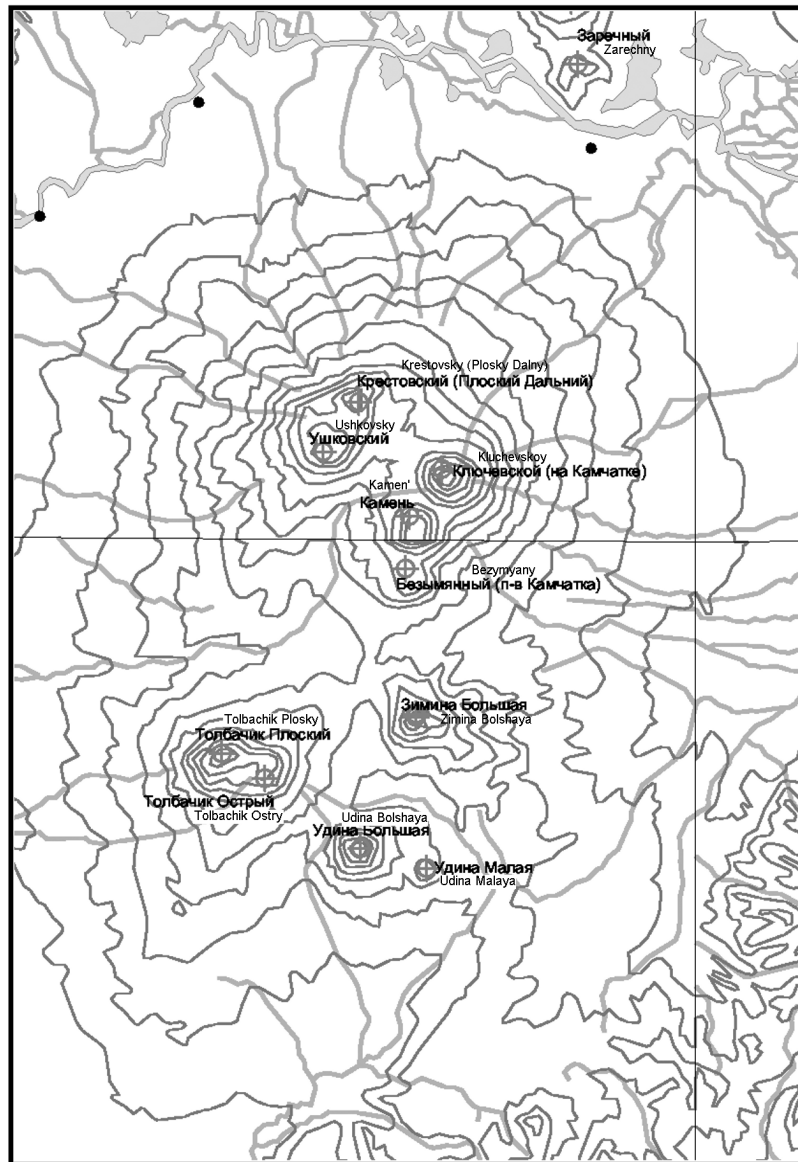 Заречный
Zarechny
Krestovsky (Plosky Dalny)
Крестовский (Плоский Дальний)
Ushkovsky
Ушковский
Kluchevskoy
Ключевской (на Камчатке)
Kamen'
Камень
Bezymyany
Безымянный (п-в Камчатка)
Зимина Большая
Zimina Bolshaya
Tolbachik Plosky
Толбачик Плоский
Толбачик Острый
Tolbachik Ostry
Udina Bolshaya
Удина Большая
Удина Малая
Udina Malaya